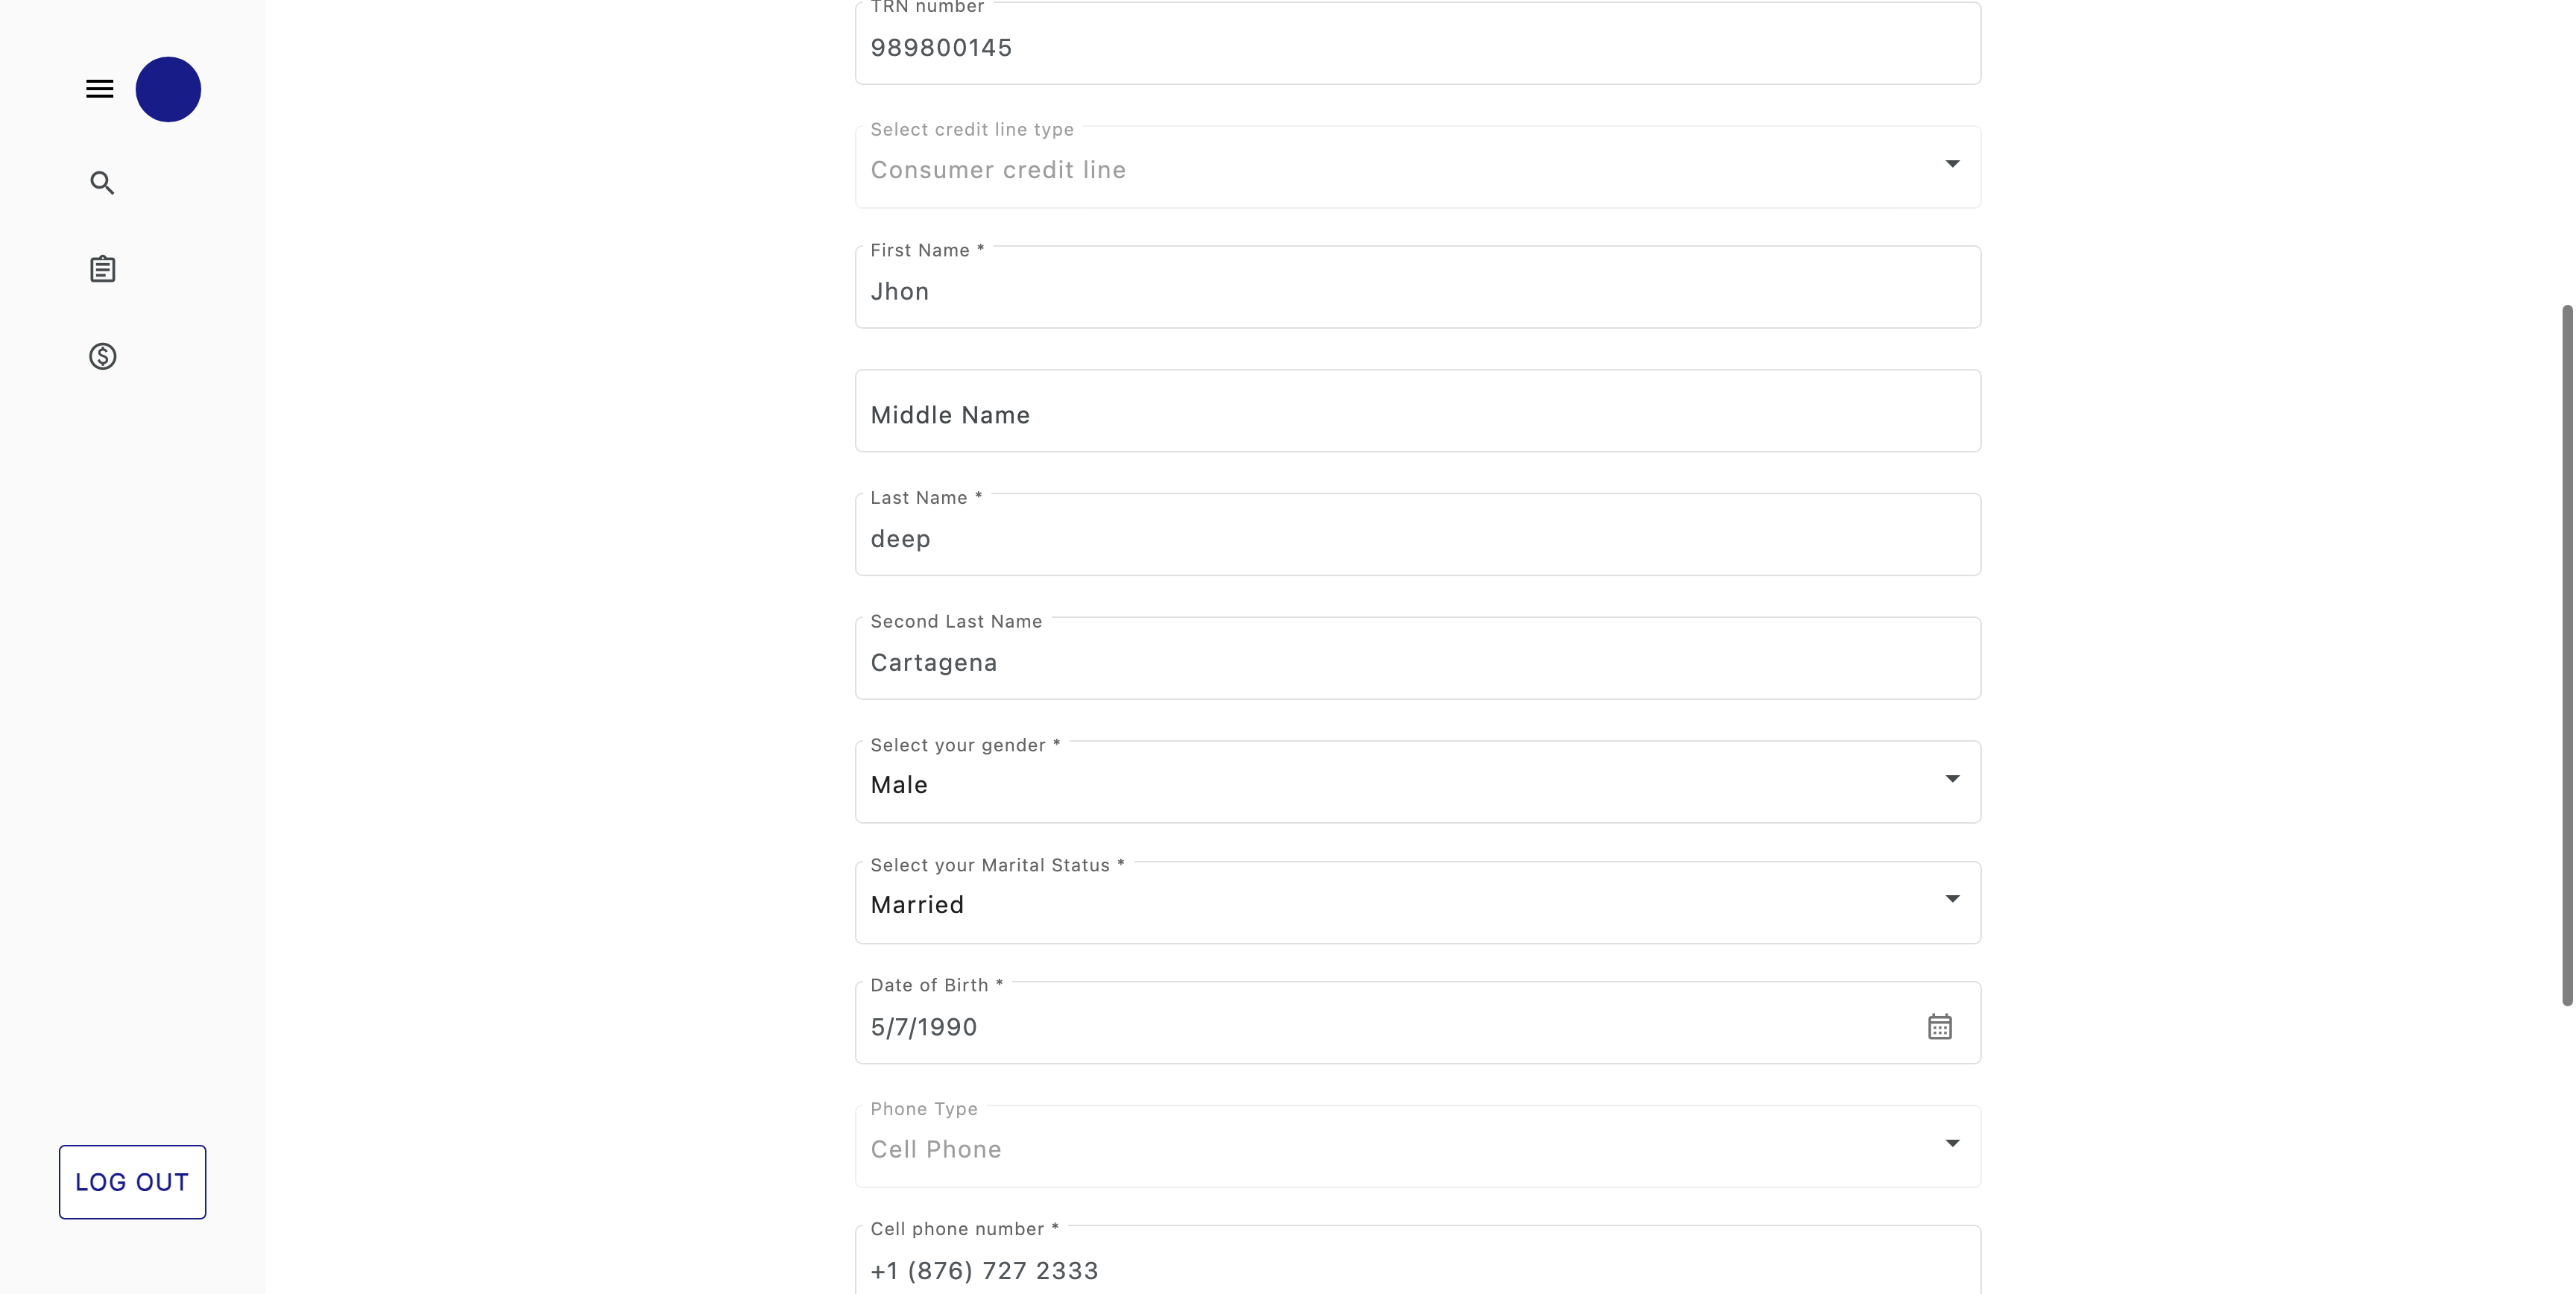 TRN number
989800145
Select credit line type
Consumer credit line
First Name *
Jhon
Middle Name
Last Name *
deep
Second Last Name
Cartagena
Select your gender *
Male
Select your Marital Status *
Married
Date of Birth *
5/7/1990
Phone Type
Cell Phone
Cell phone number *
+1 (876) 727 2333
LOG OUT